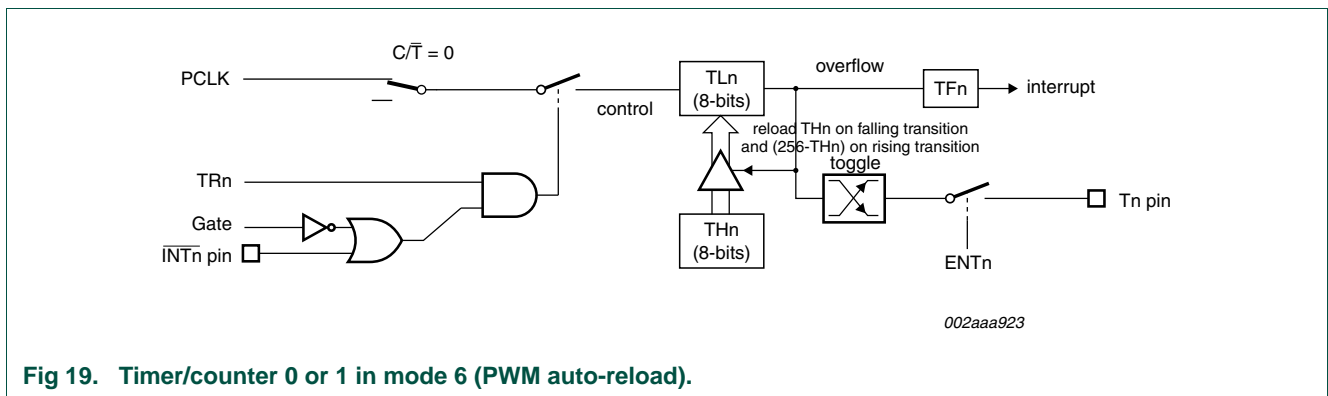 C/T̅ = 0
PCLK
overflow
TLn
(8-bits)
TFn
interrupt
control
reload THn on falling transition
and (256-THn) on rising transition
toggle
TRn
Tn pin
Gate
THn
(8-bits)
I̅N̅T̅n̅ pin
ENTn
002aaa923
Fig 19. Timer/counter 0 or 1 in mode 6 (PWM auto-reload).